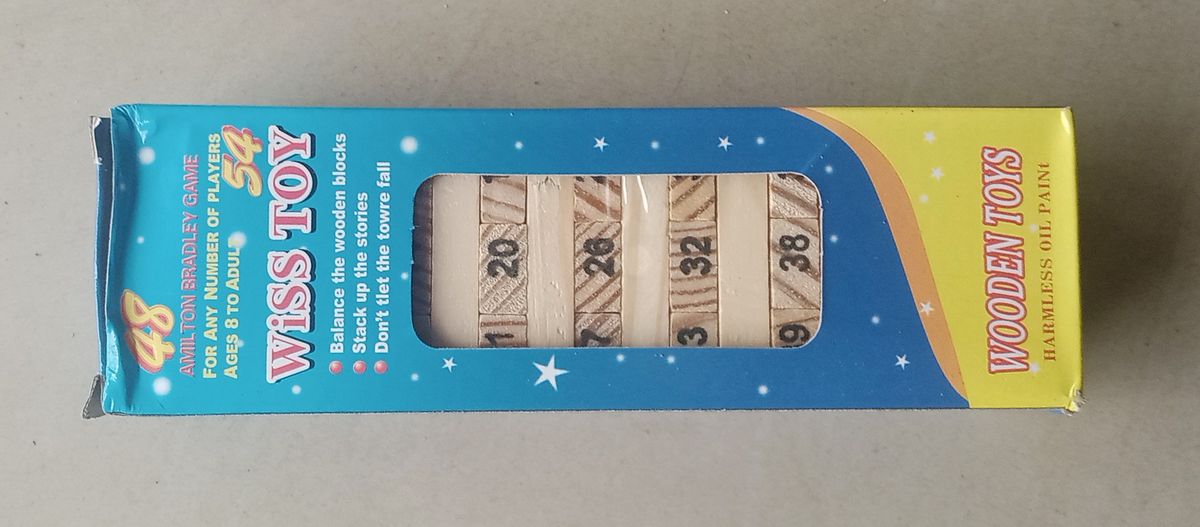 48
AMILTON BRADLEY GAME
FOR ANY NUMBER OF PLAYERS
AGES 8 TO ADULS
54
WiSS TOY
Balance the wooden blocks
Stack up the stories
Don't tlet the towre fall
20
26
32
38
WOODEN TOYS
HARMLESS OIL PAINT